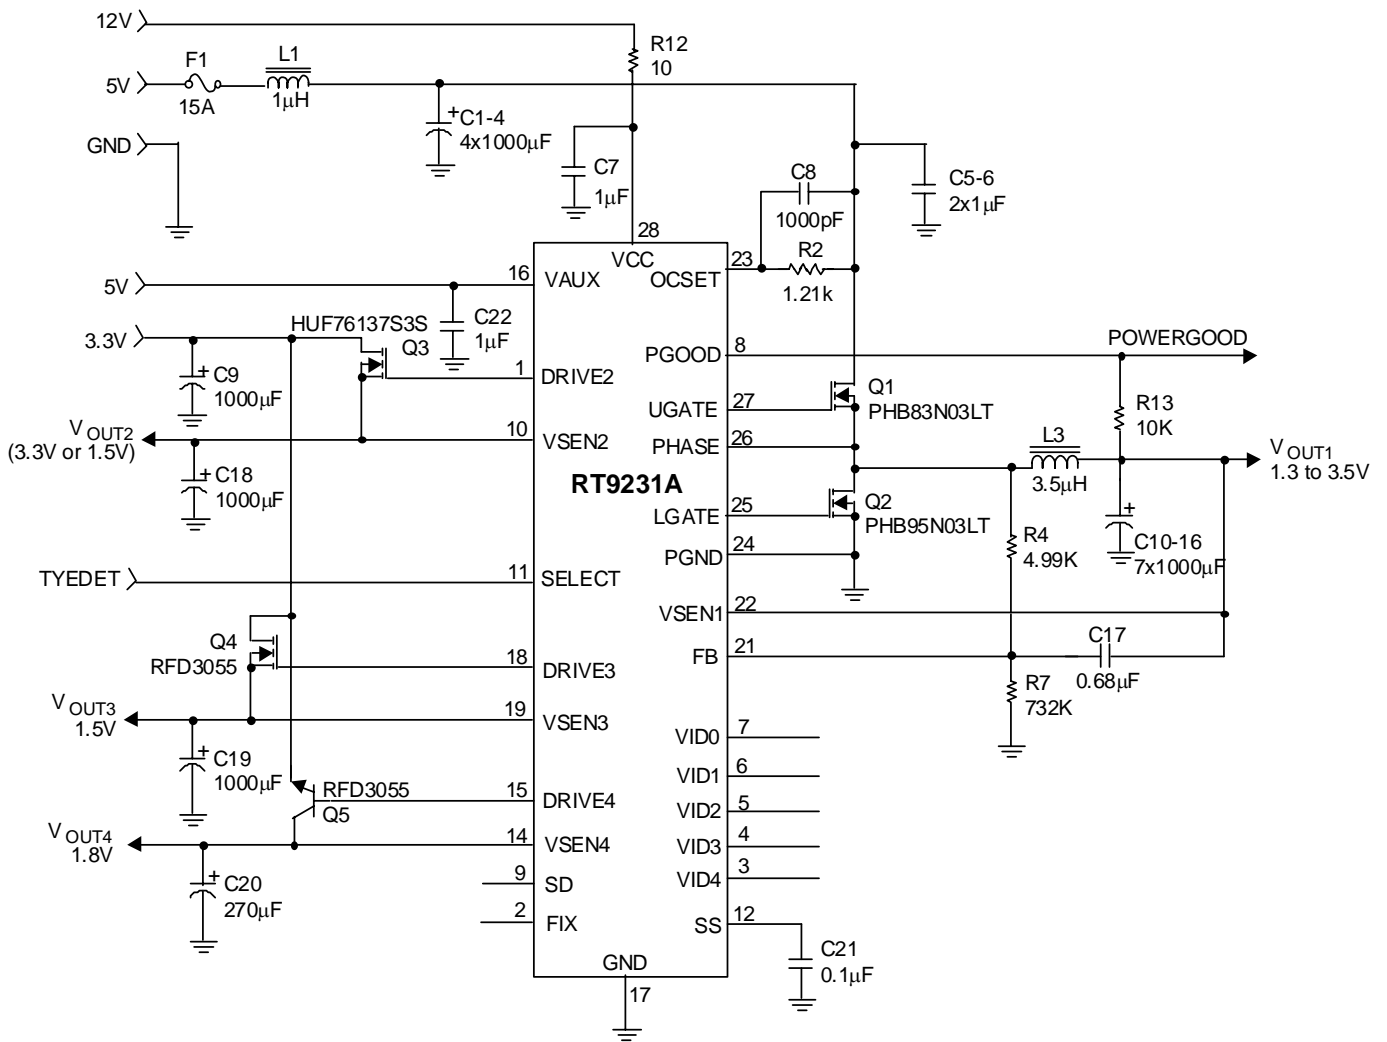 12V
R12
10
F1
L1
5V
15A
1μH
+
C1-4
4x1000μF
GND
C7
1μF
C8
1000pF
C5-6
2x1μF
28
VCC
R2
1.21k
23
OCSET
16
VAUX
5V
C22
1μF
HUF76137S3S
Q3
3.3V
+
C9
1000μF
1
DRIVE2
PGOOD
8
POWERGOOD
Q1
PHB83N03LT
UGATE
27
R13
10K
V OUT2
(3.3V or 1.5V)
10
VSEN2
PHASE
26
L3
3.5μH
V OUT1
1.3 to 3.5V
+
C18
1000μF
RT9231A
Q2
PHB95N03LT
LGATE
25
+
C10-16
7x1000μF
R4
4.99K
PGND
24
TYEDET
11
SELECT
VSEN1
22
Q4
RFD3055
18
DRIVE3
FB
21
C17
0.68μF
R7
732K
V OUT3
1.5V
19
VSEN3
+
C19
1000μF
VID0
7
VID1
6
RFD3055
Q5
15
DRIVE4
VID2
5
V OUT4
1.8V
14
VSEN4
VID3
4
VID4
3
+
C20
270μF
9
SD
2
FIX
SS
12
C21
0.1μF
GND
17